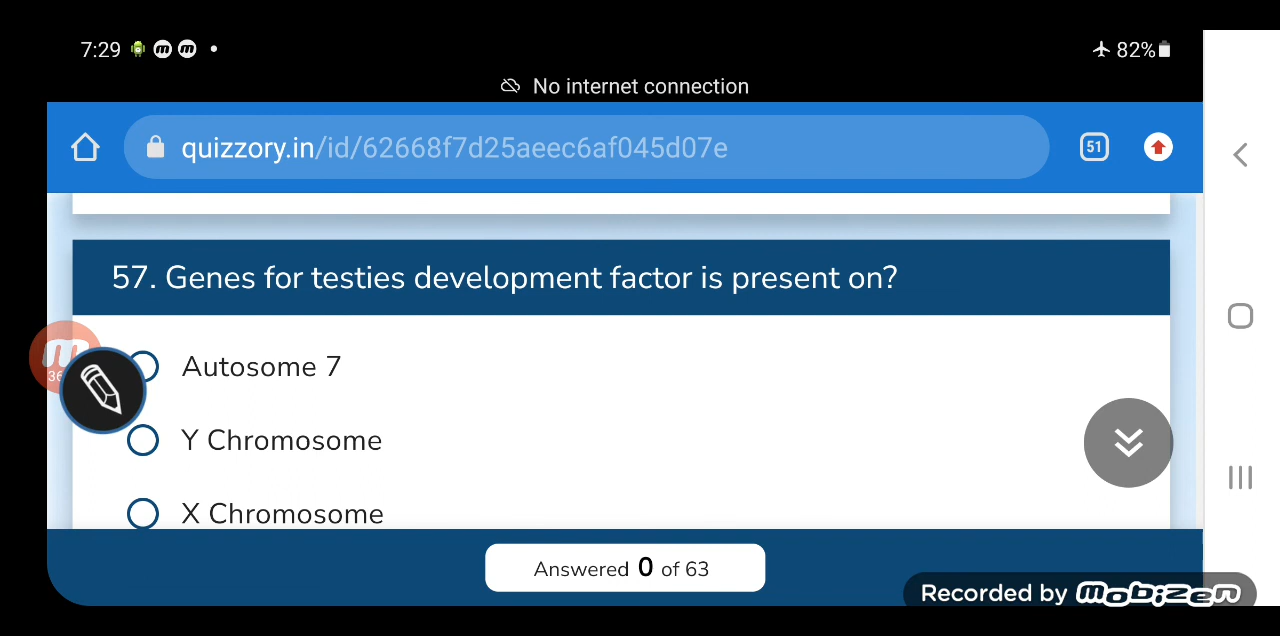 7:29
82%
No internet connection
quizzory.in/id/62668f7d25aeec6af045d07e
51
57. Genes for testies development factor is present on?
Autosome 7
36
Y Chromosome
X Chromosome
Answered 0 of 63
Recorded by mobizen